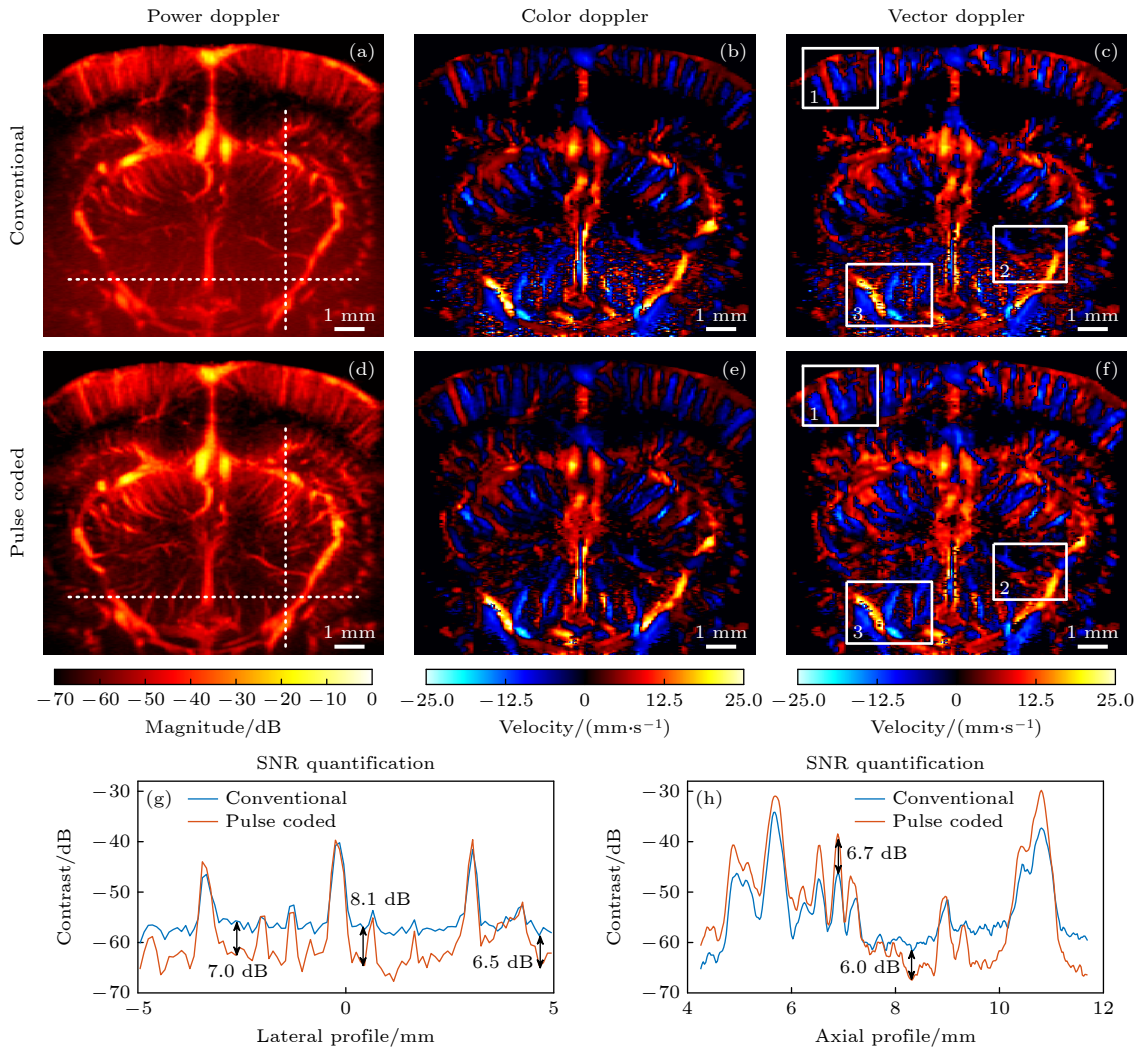 Power doppler
Color doppler
Vector doppler
Conventional
(a)
1 mm
(b)
1 mm
(c)
1
2
3
1 mm
Pulse coded
(d)
1 mm
(e)
1 mm
(f)
1
2
3
1 mm
−70 −60 −50 −40 −30 −20 −10 0
Magnitude/dB
−25.0 −12.5 0 12.5 25.0
Velocity/(mm·s−1)
−25.0 −12.5 0 12.5 25.0
Velocity/(mm·s−1)
SNR quantification
(g)
Conventional
Pulse coded
8.1 dB
7.0 dB
6.5 dB
−30
−40
−50
−60
−70
Contrast/dB
−5 0 5
Lateral profile/mm
SNR quantification
(h)
Conventional
Pulse coded
6.7 dB
6.0 dB
−30
−40
−50
−60
−70
Contrast/dB
4 6 8 10 12
Axial profile/mm